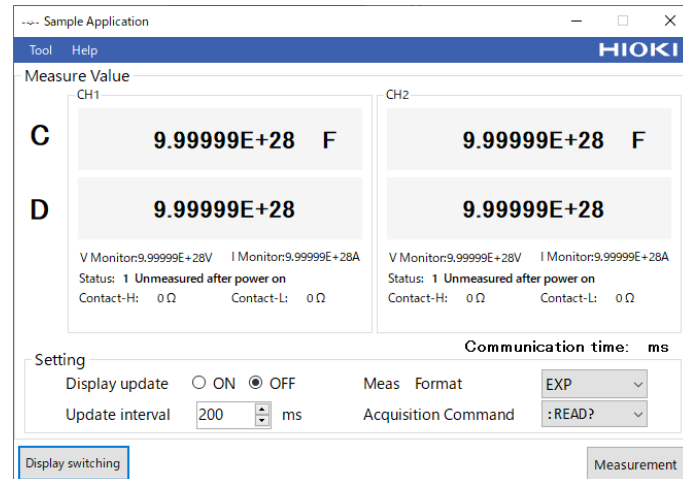 Sample Application
Tool Help HIOKI
Measure Value
CH1 CH2
C 9.99999E+28 F 9.99999E+28 F
D 9.99999E+28 9.99999E+28
V Monitor:9.99999E+28V I Monitor:9.99999E+28A V Monitor:9.99999E+28V I Monitor:9.99999E+28A
Status: 1 Unmeasured after power on Status: 1 Unmeasured after power on
Contact-H: 0 Ω Contact-L: 0 Ω Contact-H: 0 Ω Contact-L: 0 Ω
Communication time: ms
Setting
Display update ON OFF Meas Format EXP
Update interval 200 ms Acquisition Command :READ?
Display switching Measurement